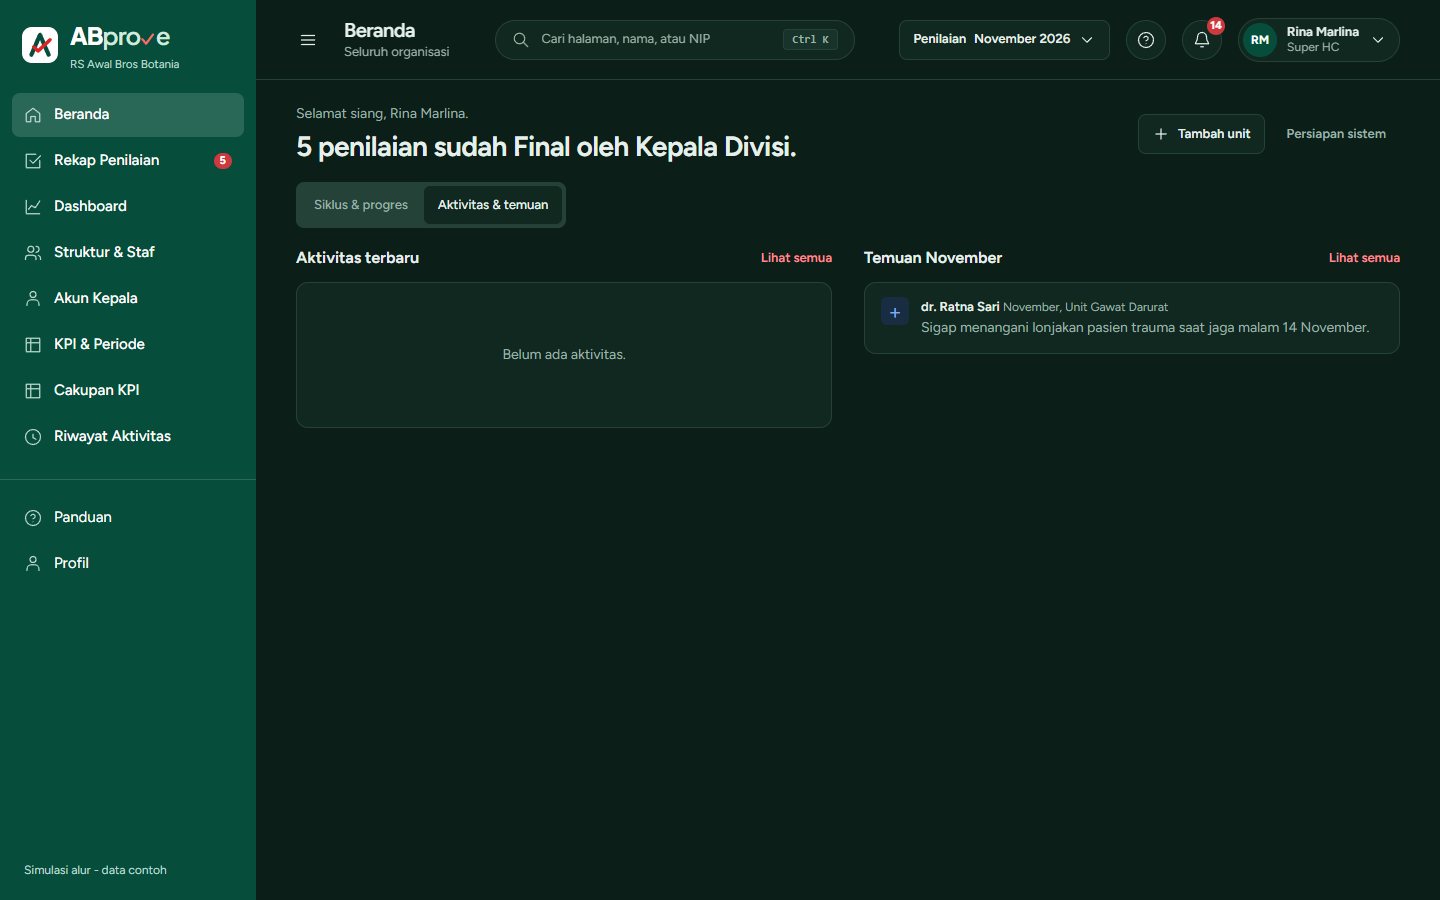 ABprove
RS Awal Bros Botania
Beranda
Rekap Penilaian 5
Dashboard
Struktur & Staf
Akun Kepala
KPI & Periode
Cakupan KPI
Riwayat Aktivitas
Panduan
Profil
Simulasi alur - data contoh
Beranda
Seluruh organisasi
Cari halaman, nama, atau NIP Ctrl K
Penilaian November 2026
14
RM
Rina Marlina
Super HC
Selamat siang, Rina Marlina.
5 penilaian sudah Final oleh Kepala Divisi.
Tambah unit
Persiapan sistem
Siklus & progres
Aktivitas & temuan
Aktivitas terbaru
Lihat semua
Belum ada aktivitas.
Temuan November
Lihat semua
dr. Ratna Sari November, Unit Gawat Darurat
Sigap menangani lonjakan pasien trauma saat jaga malam 14 November.